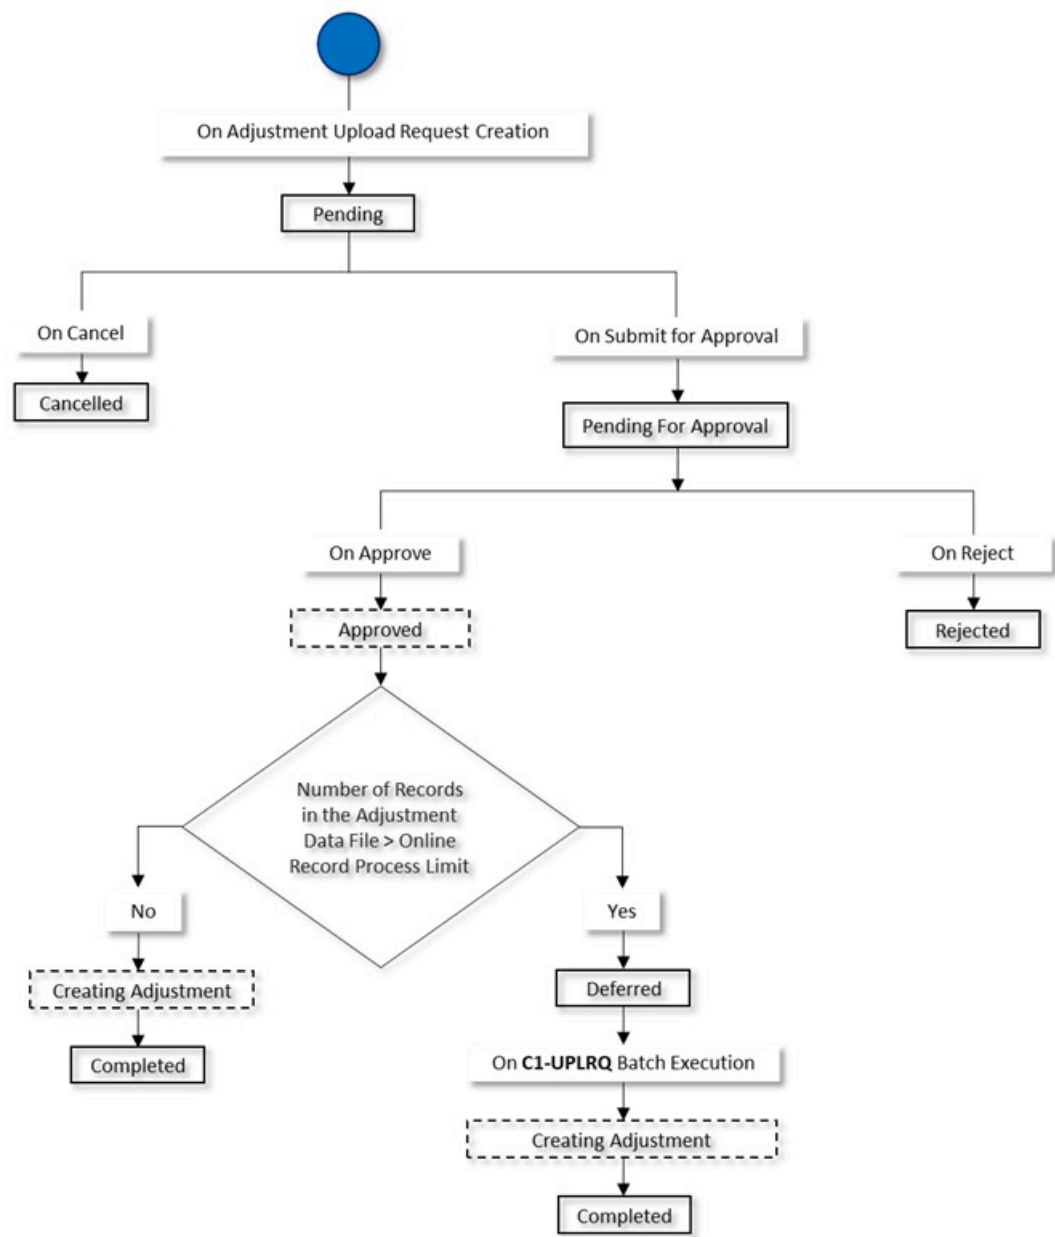 On Adjustment Upload Request Creation
Pending
On Cancel
On Submit for Approval
Cancelled
Pending For Approval
On Approve
On Reject
Approved
Rejected
Number of Records
in the Adjustment
Data File > Online
Record Process Limit
No
Yes
Creating Adjustment
Deferred
Completed
On C1-UPLRQ Batch Execution
Creating Adjustment
Completed